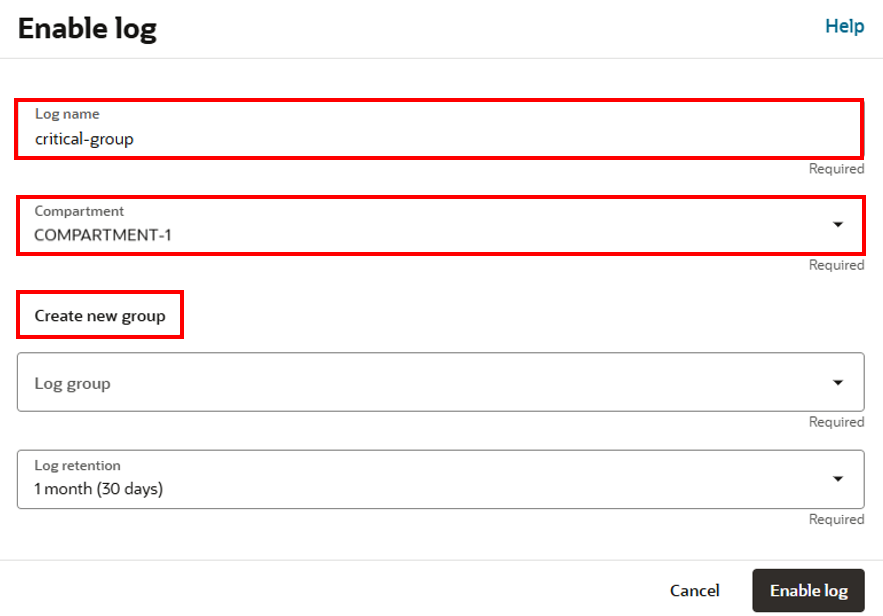 Enable log
Help
Log name
critical-group
Required
Compartment
COMPARTMENT-1
Required
Create new group
Log group
Required
Log retention
1 month (30 days)
Required
Cancel
Enable log